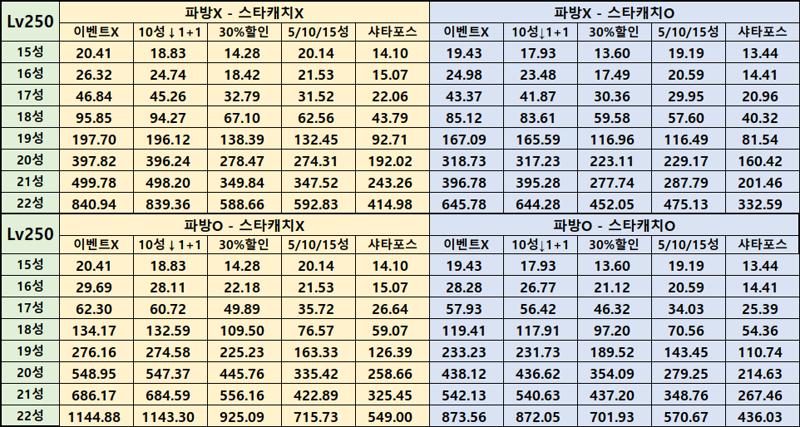 Lv250 파방X - 스타캐치X 파방X - 스타캐치O
이벤트X 10성↓1+1 30%할인 5/10/15성 샤타포스 이벤트X 10성↓1+1 30%할인 5/10/15성 샤타포스
15성 20.41 18.83 14.28 20.14 14.10 19.43 17.93 13.60 19.19 13.44
16성 26.32 24.74 18.42 21.53 15.07 24.98 23.48 17.49 20.59 14.41
17성 46.84 45.26 32.79 31.52 22.06 43.37 41.87 30.36 29.95 20.96
18성 95.85 94.27 67.10 62.56 43.79 85.12 83.61 59.58 57.60 40.32
19성 197.70 196.12 138.39 132.45 92.71 167.09 165.59 116.96 116.49 81.54
20성 397.82 396.24 278.47 274.31 192.02 318.73 317.23 223.11 229.17 160.42
21성 499.78 498.20 349.84 347.52 243.26 396.78 395.28 277.74 287.79 201.46
22성 840.94 839.36 588.66 592.83 414.98 645.78 644.28 452.05 475.13 332.59
Lv250 파방O - 스타캐치X 파방O - 스타캐치O
이벤트X 10성↓1+1 30%할인 5/10/15성 샤타포스 이벤트X 10성↓1+1 30%할인 5/10/15성 샤타포스
15성 20.41 18.83 14.28 20.14 14.10 19.43 17.93 13.60 19.19 13.44
16성 29.69 28.11 22.18 21.53 15.07 28.28 26.77 21.12 20.59 14.41
17성 62.30 60.72 49.89 35.72 26.64 57.93 56.42 46.32 34.03 25.39
18성 134.17 132.59 109.50 76.57 59.07 119.41 117.91 97.20 70.56 54.36
19성 276.16 274.58 225.23 163.33 126.39 233.23 231.73 189.52 143.45 110.74
20성 548.95 547.37 445.76 335.42 258.66 438.12 436.62 354.09 279.25 214.63
21성 686.17 684.59 556.16 422.89 325.45 542.13 540.63 437.20 348.76 267.46
22성 1144.88 1143.30 925.09 715.73 549.00 873.56 872.05 701.93 570.67 436.03